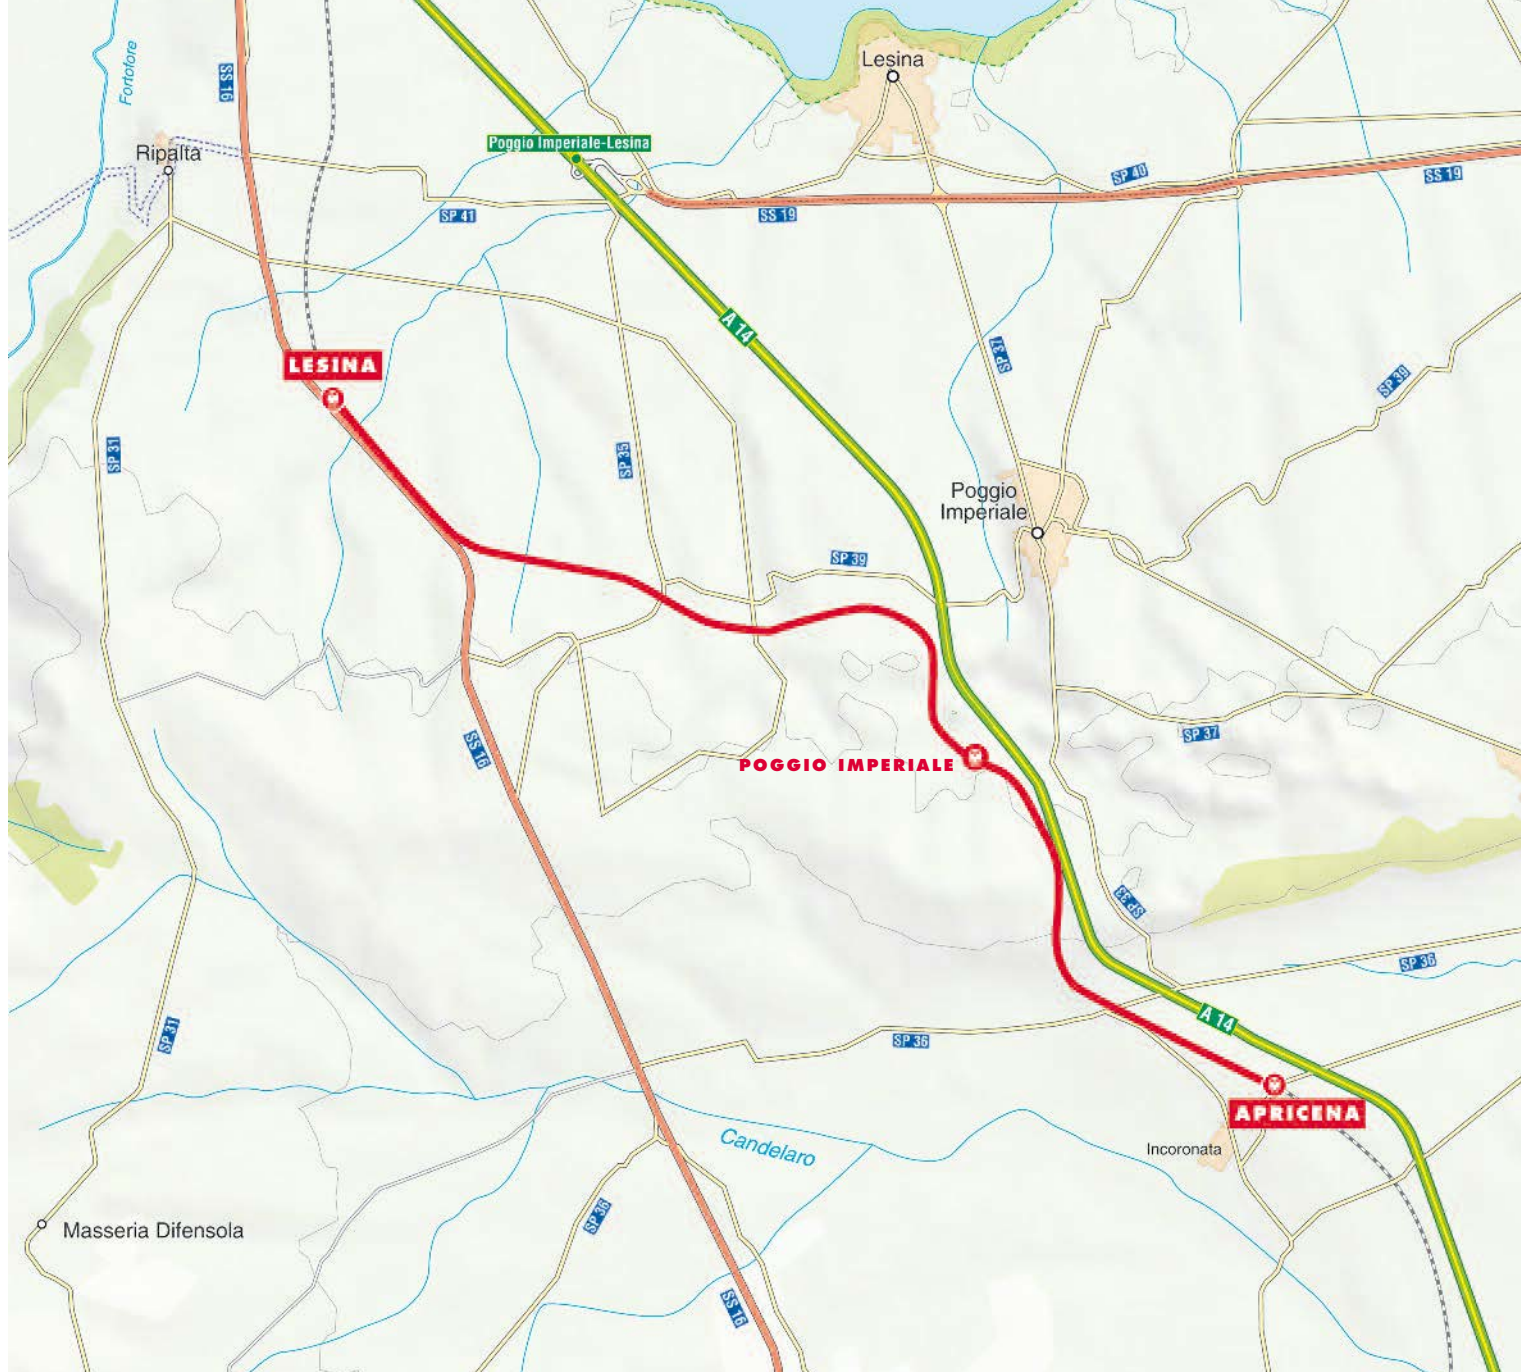 Lesina
Fortofore
SS 16
Poggio Imperiale-Lesina
Ripalta
SP 40
SS 19
SP 41
SS 19
A 14
SP 37
LESINA
SP 39
SP 31
SP 35
Poggio
Imperiale
SP 39
SP 37
SS 16
POGGIO IMPERIALE
SP 33
SP 36
A 14
SP 31
SP 36
APRICENA
Candelaro
Incoronata
SP 36
Masseria Difensola
SS 16